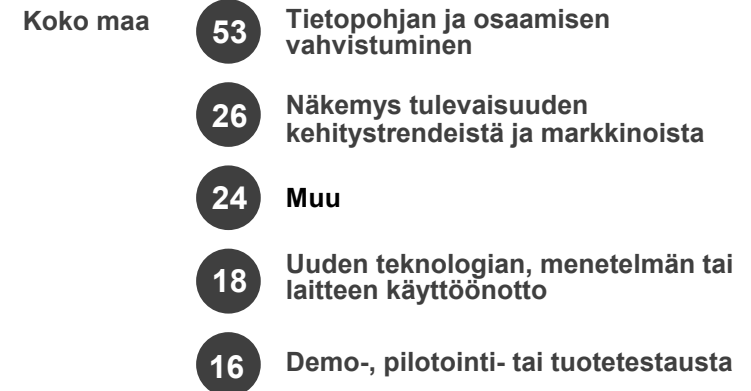 Koko maa
53
Tietopohjan ja osaamisen
vahvistuminen
26
Näkemys tulevaisuuden
kehitystrendeistä ja markkinoista
24
Muu
18
Uuden teknologian, menetelmän tai
laitteen käyttöönotto
16
Demo-, pilotointi- tai tuotetestausta